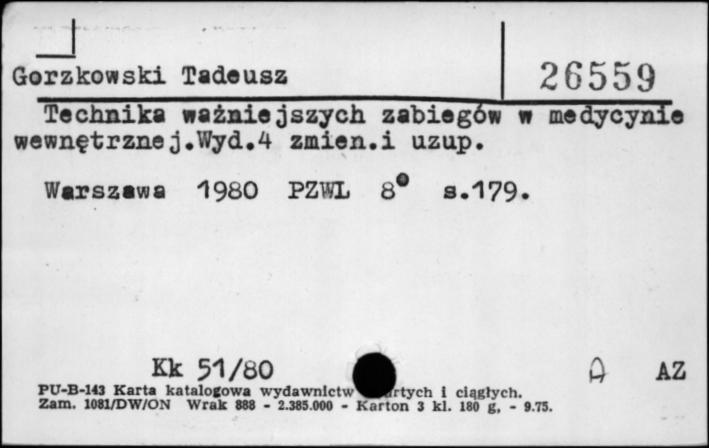 Gorzkowski Tadeusz 26559
Technika ważniejszych zabiegów w medycynie
wewnętrznej.Wyd.4 zmien.i uzup.
Warszawa 1980 PZWL 8° s.179.
Kk 51/80 A AZ
PU-B-143 Karta katalogowa wydawnictw artych i ciągłych.
Zam. 1081/DW/ON Wrak 888 - 2.385.000 - Karton 3 kl. 180 g, - 9.75.